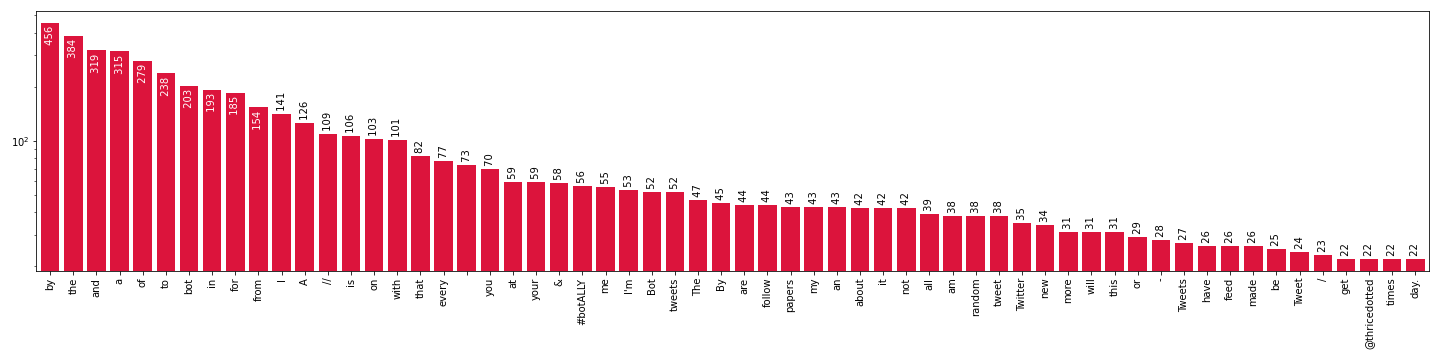 456 384 319 315 279 238 203 193 185 154 141 126 109 106 103 101 82 77 73 70 59 59 58 56 55 53 52 52 47 45 44 44 43 43 43 42 42 42 39 38 38 38 35 34 31 31 31 29 28 27 26 26 26 25 24 23 22 22 22 22
10²
by the and a of to bot in for from I A // is on with that every you at your & #botALLY me I'm Bot tweets The By are follow papers my an about it not all am random tweet Twitter new more will this or - Tweets have feed made be Tweet / get @thricedotted times day.